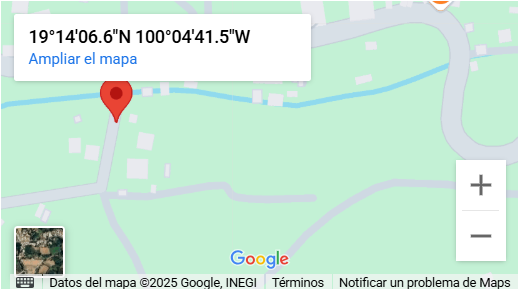 19°14'06.6"N 100°04'41.5"W
Ampliar el mapa
Google
Datos del mapa ©2025 Google, INEGI Términos Notificar un problema de Maps